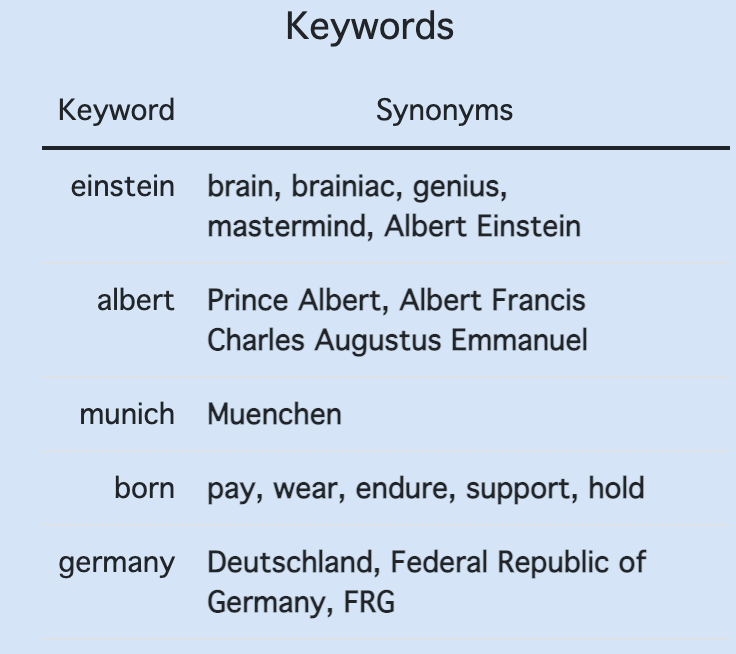 Keywords
Keyword Synonyms
einstein brain, brainiac, genius,
mastermind, Albert Einstein
albert Prince Albert, Albert Francis
Charles Augustus Emmanuel
munich Muenchen
born pay, wear, endure, support, hold
germany Deutschland, Federal Republic of
Germany, FRG